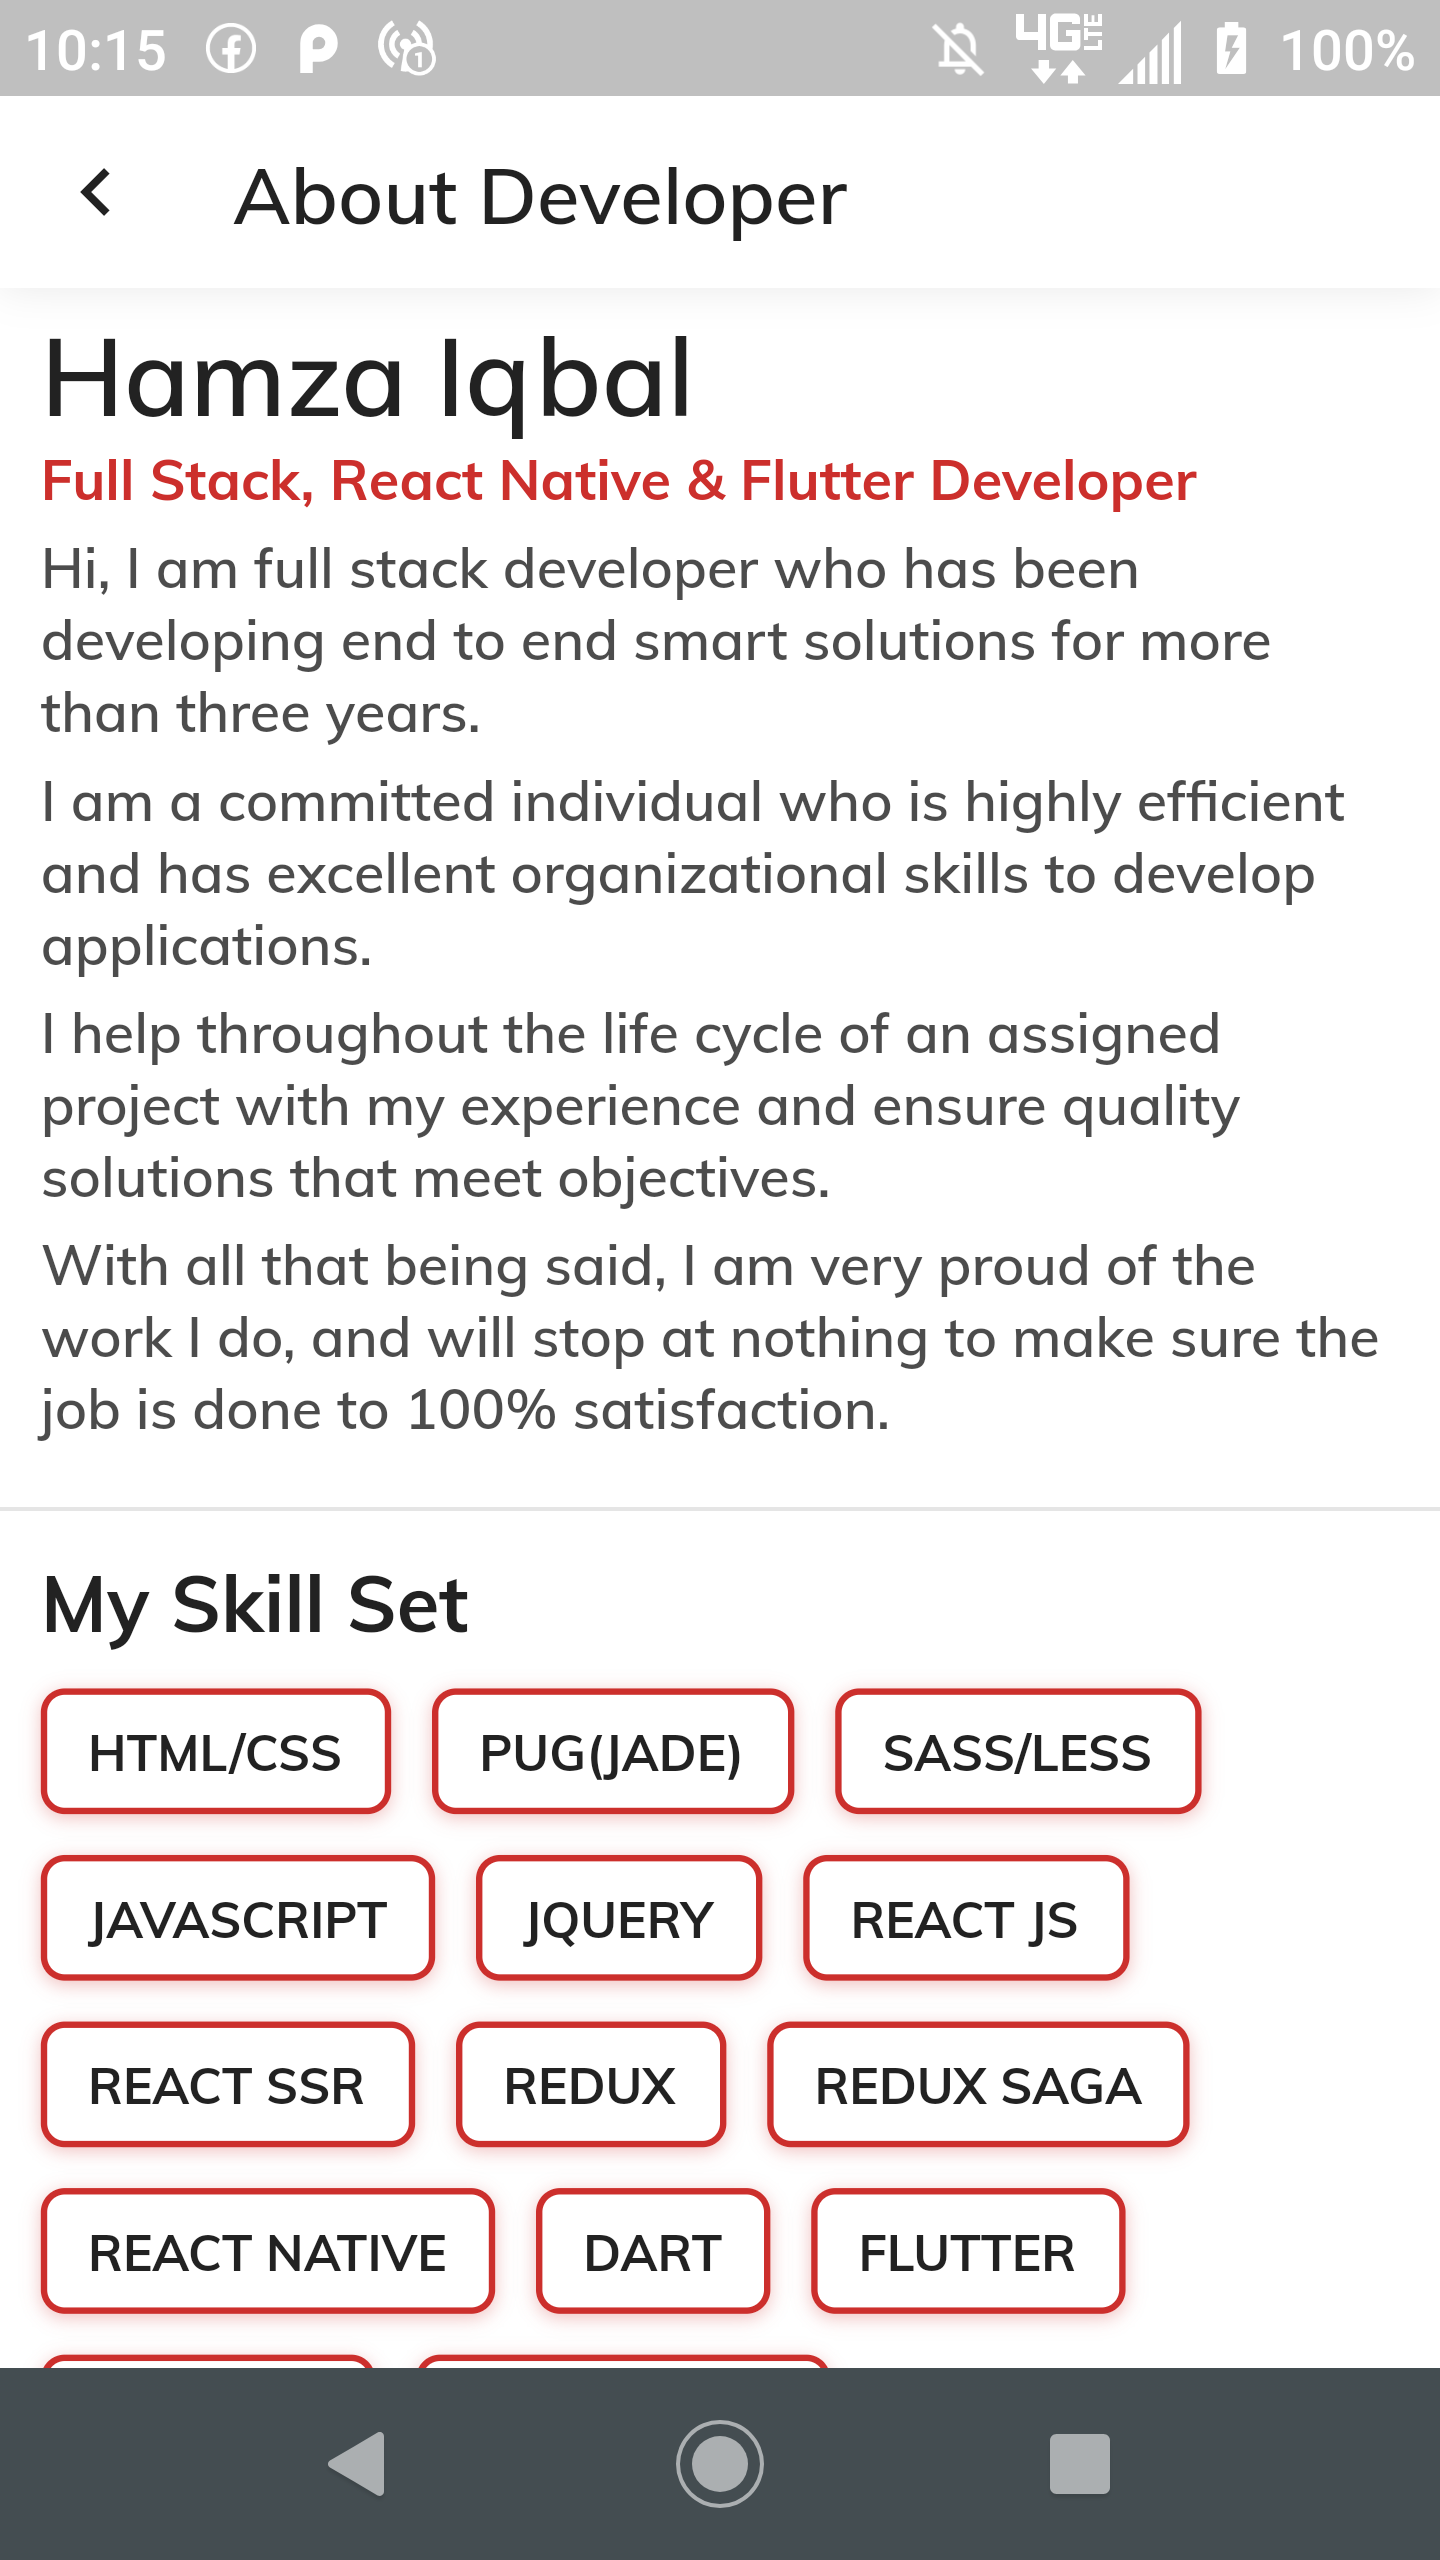 10:15
4G LTE
100%
About Developer
Hamza Iqbal
Full Stack, React Native & Flutter Developer
Hi, I am full stack developer who has been
developing end to end smart solutions for more
than three years.
I am a committed individual who is highly efficient
and has excellent organizational skills to develop
applications.
I help throughout the life cycle of an assigned
project with my experience and ensure quality
solutions that meet objectives.
With all that being said, I am very proud of the
work I do, and will stop at nothing to make sure the
job is done to 100% satisfaction.
My Skill Set
HTML/CSS PUG(JADE) SASS/LESS
JAVASCRIPT JQUERY REACT JS
REACT SSR REDUX REDUX SAGA
REACT NATIVE DART FLUTTER